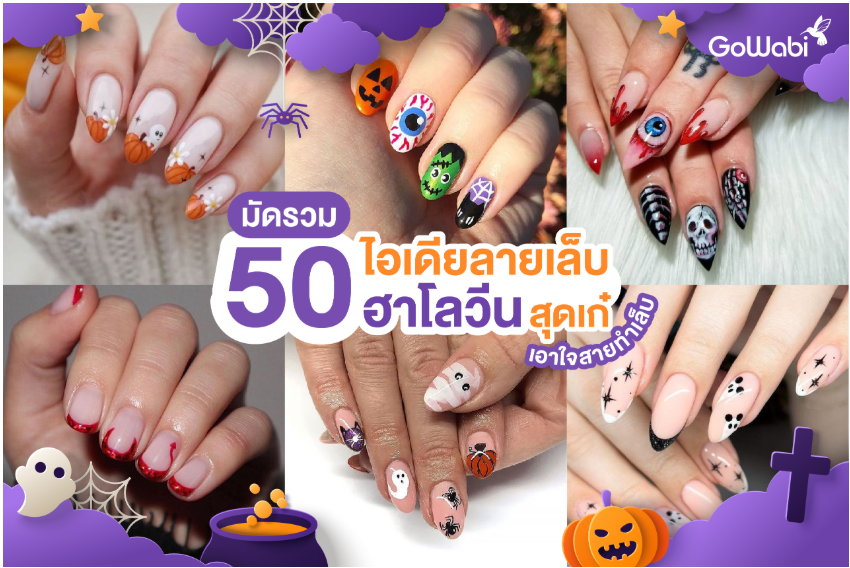 GoWabi
13
มัดรวม
50
ไอเดียลายเล็บ
ฮาโลวีน สุดเก๋
เอาใจสายทำเล็บ